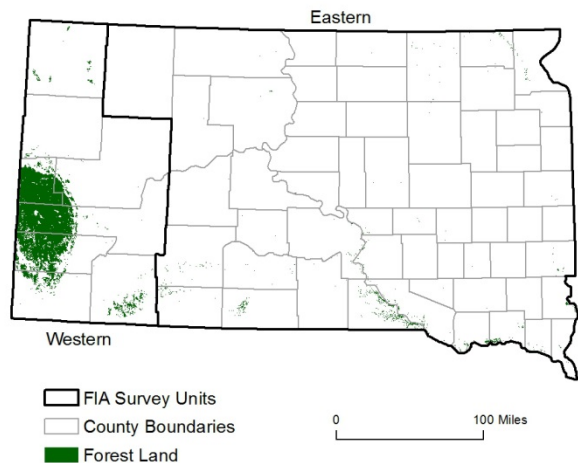 Eastern
Western
FIA Survey Units
County Boundaries
Forest Land
0 100 Miles